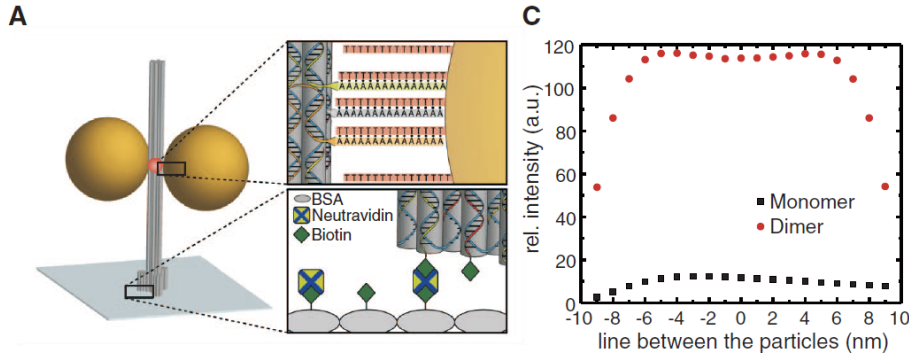 A
BSA
Neutravidin
Biotin
C
rel. intensity (a.u.)
120
100
80
60
40
20
0
Monomer
Dimer
-10 -8 -6 -4 -2 0 2 4 6 8 10
line between the particles (nm)